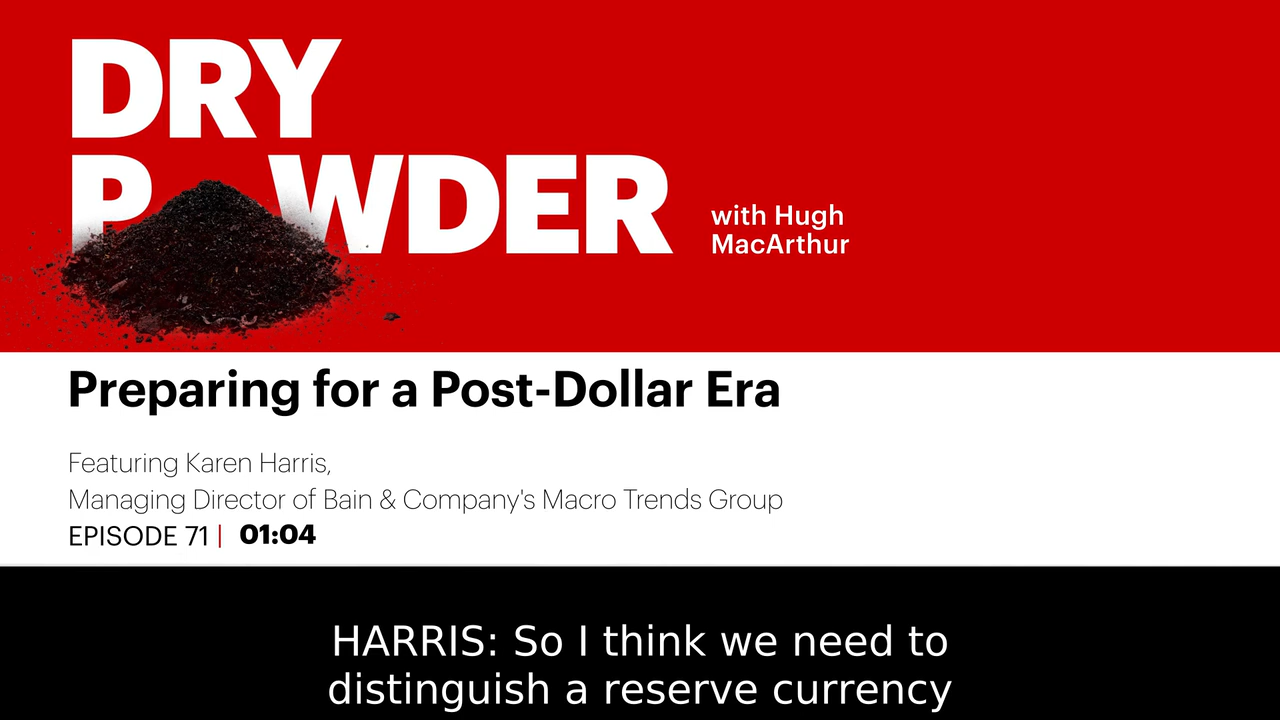 DRY
P WDER
with Hugh
MacArthur
Preparing for a Post-Dollar Era
Featuring Karen Harris,
Managing Director of Bain & Company's Macro Trends Group
EPISODE 71 | 01:04
HARRIS: So I think we need to
distinguish a reserve currency